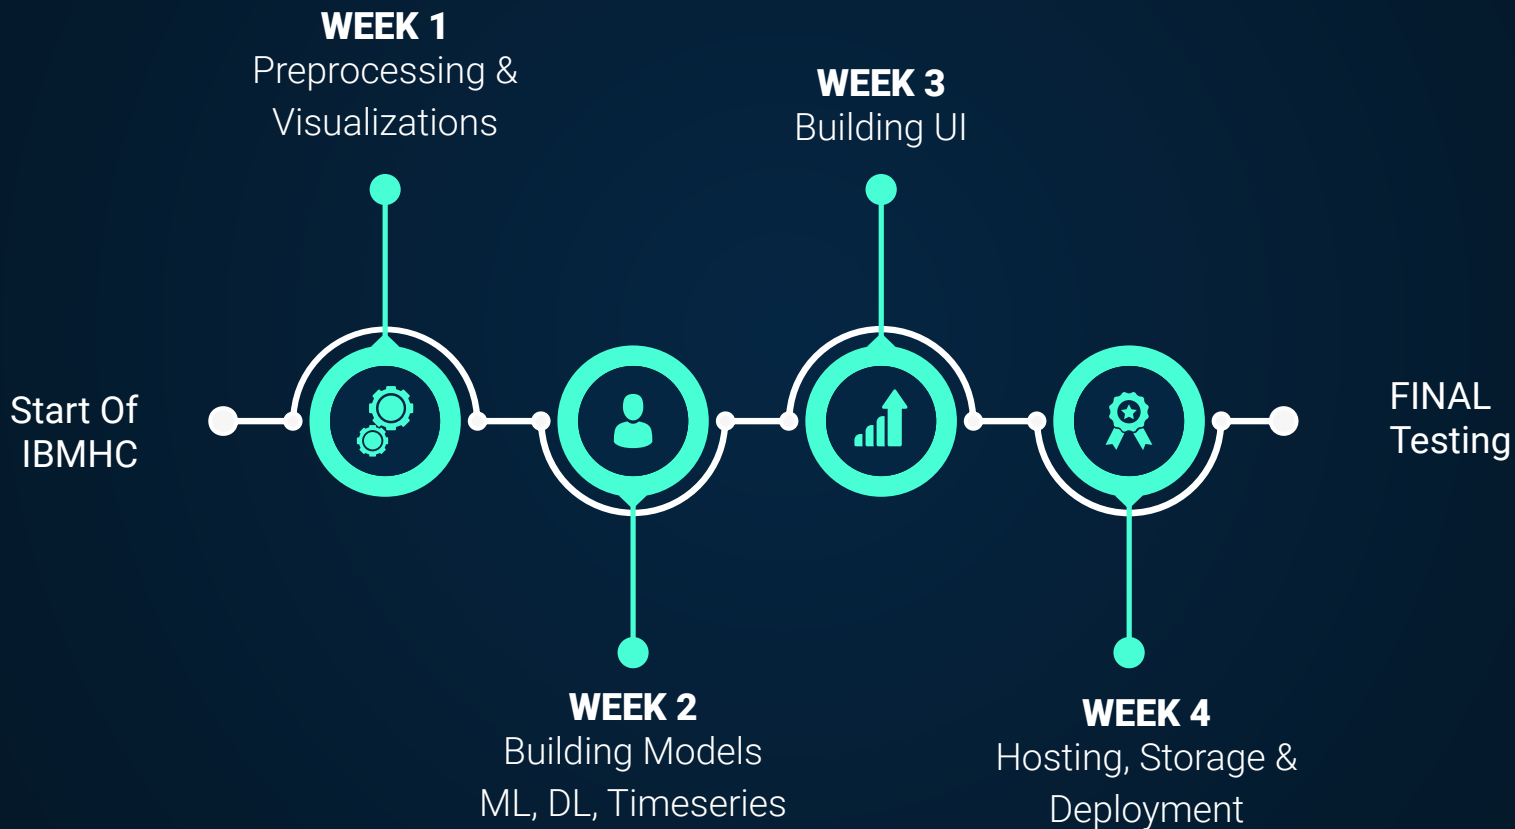 WEEK 1
Preprocessing &
Visualizations
WEEK 3
Building UI
Start Of
IBMHC
FINAL
Testing
WEEK 2
Building Models
ML, DL, Timeseries
WEEK 4
Hosting, Storage &
Deployment